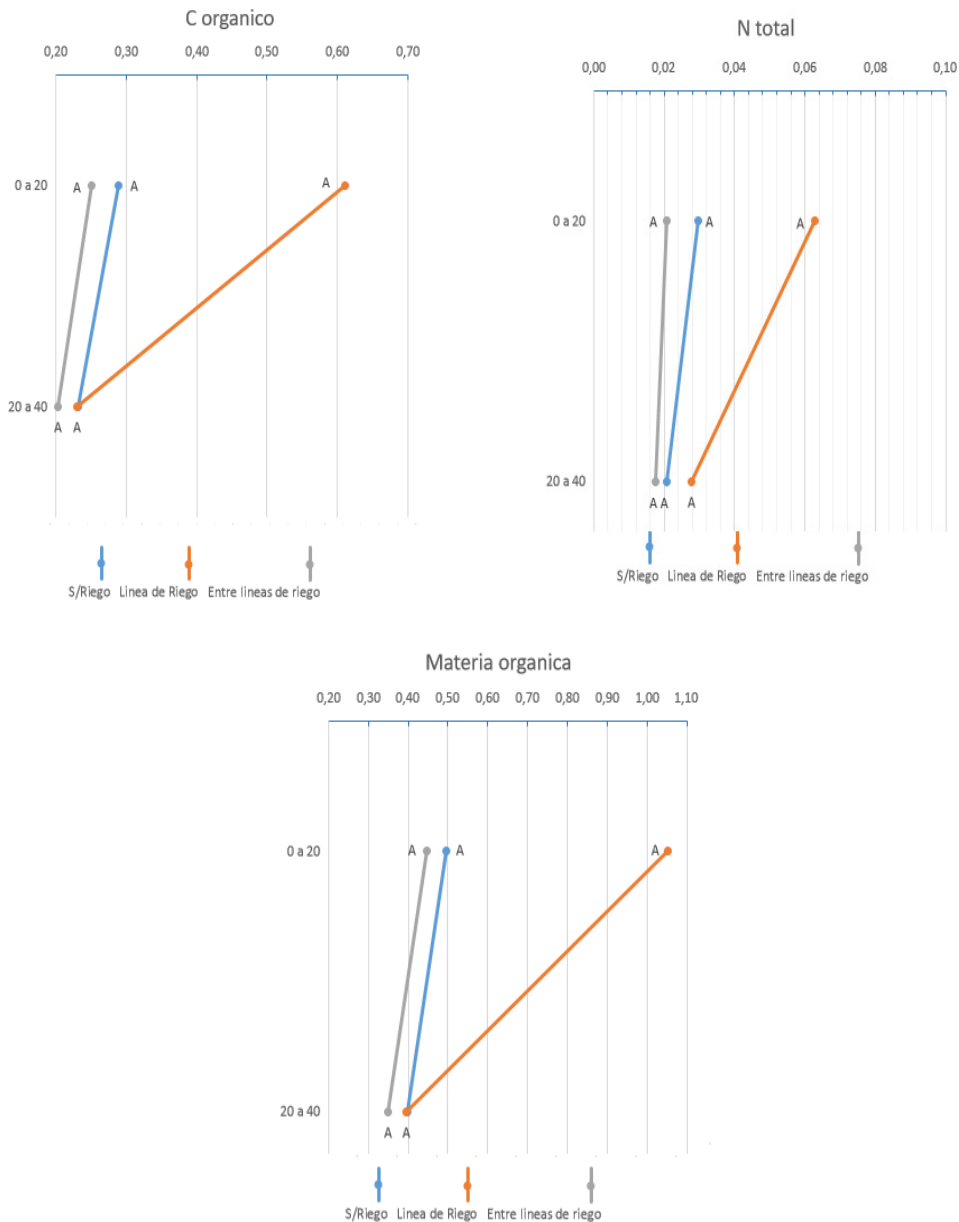 C organico
0,20 0,30 0,40 0,50 0,60 0,70
0 a 20
A A A
20 a 40
A A
S/Riego Linea de Riego Entre lineas de riego
N total
0,00 0,02 0,04 0,06 0,08 0,10
0 a 20
A A A
20 a 40
A A A
S/Riego Linea de Riego Entre lineas de riego
Materia organica
0,20 0,30 0,40 0,50 0,60 0,70 0,80 0,90 1,00 1,10
0 a 20
A A A
20 a 40
A A
S/Riego Linea de Riego Entre lineas de riego